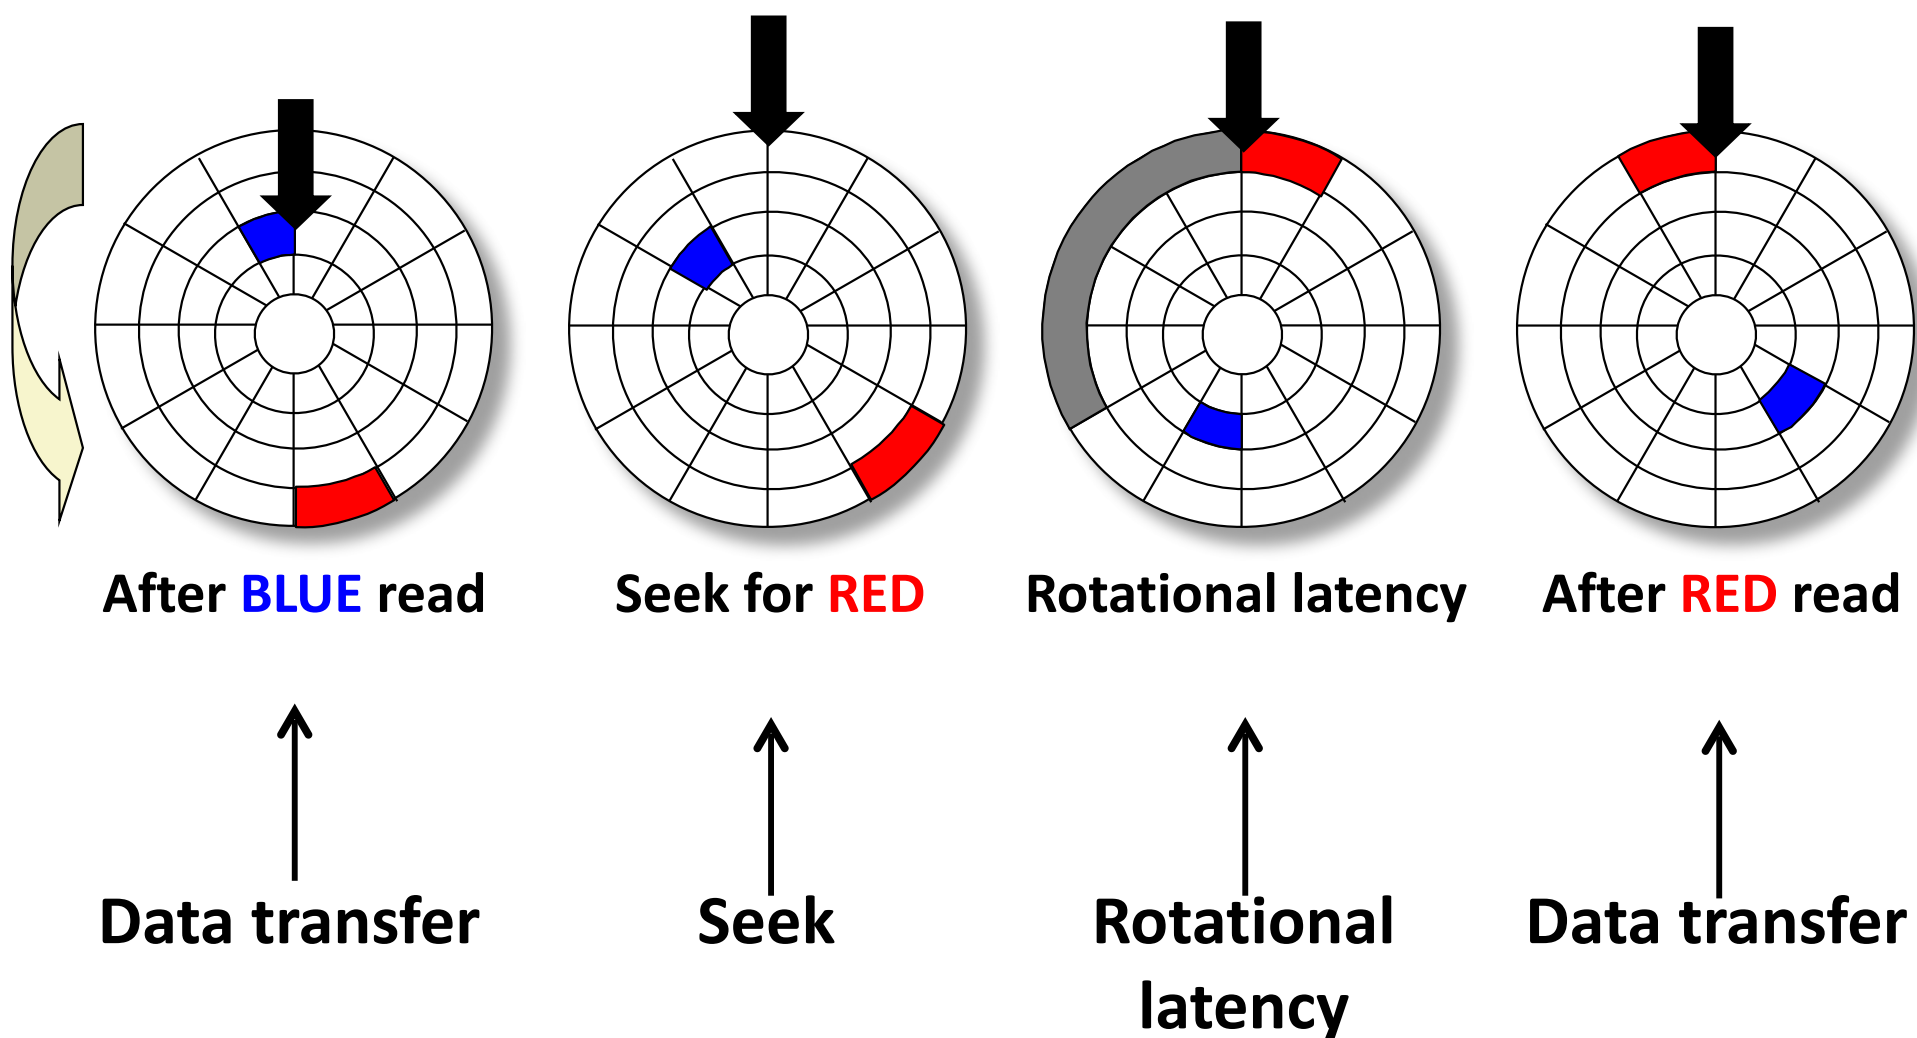 After BLUE read
Seek for RED
Rotational latency
After RED read
Data transfer
Seek
Rotational
latency
Data transfer